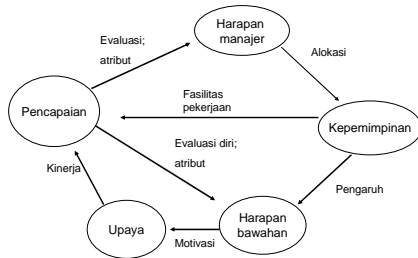 Evaluasi;
atribut
Harapan
manajer
Alokasi
Fasilitas
pekerjaan
Pencapaian
Kepemimpinan
Evaluasi diri;
atribut
Kinerja
Pengaruh
Upaya
Motivasi
Harapan
bawahan